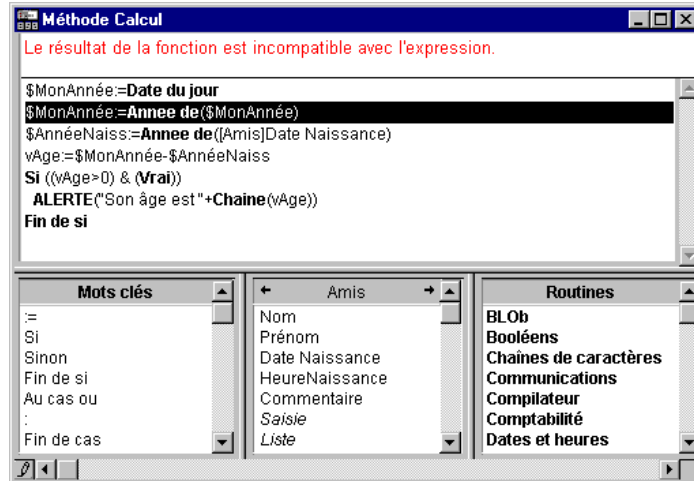 Méthode Calcul
Le résultat de la fonction est incompatible avec l'expression.
$MonAnnée:=Date du jour
$MonAnnée:=Annee de($MonAnnée)
$AnnéeNaiss:=Annee de([Amis]Date Naissance)
vAge:=$MonAnnée-$AnnéeNaiss
Si ((vAge>0) & (Vrai))
ALERTE("Son âge est"+Chaine(vAge))
Fin de si
Mots clés
:=
Si
Sinon
Fin de si
Au cas ou
:
Fin de cas
Amis
Nom
Prénom
Date Naissance
HeureNaissance
Commentaire
Saisie
Liste
Routines
BLOb
Booléens
Chaînes de caractères
Communications
Compilateur
Comptabilité
Dates et heures